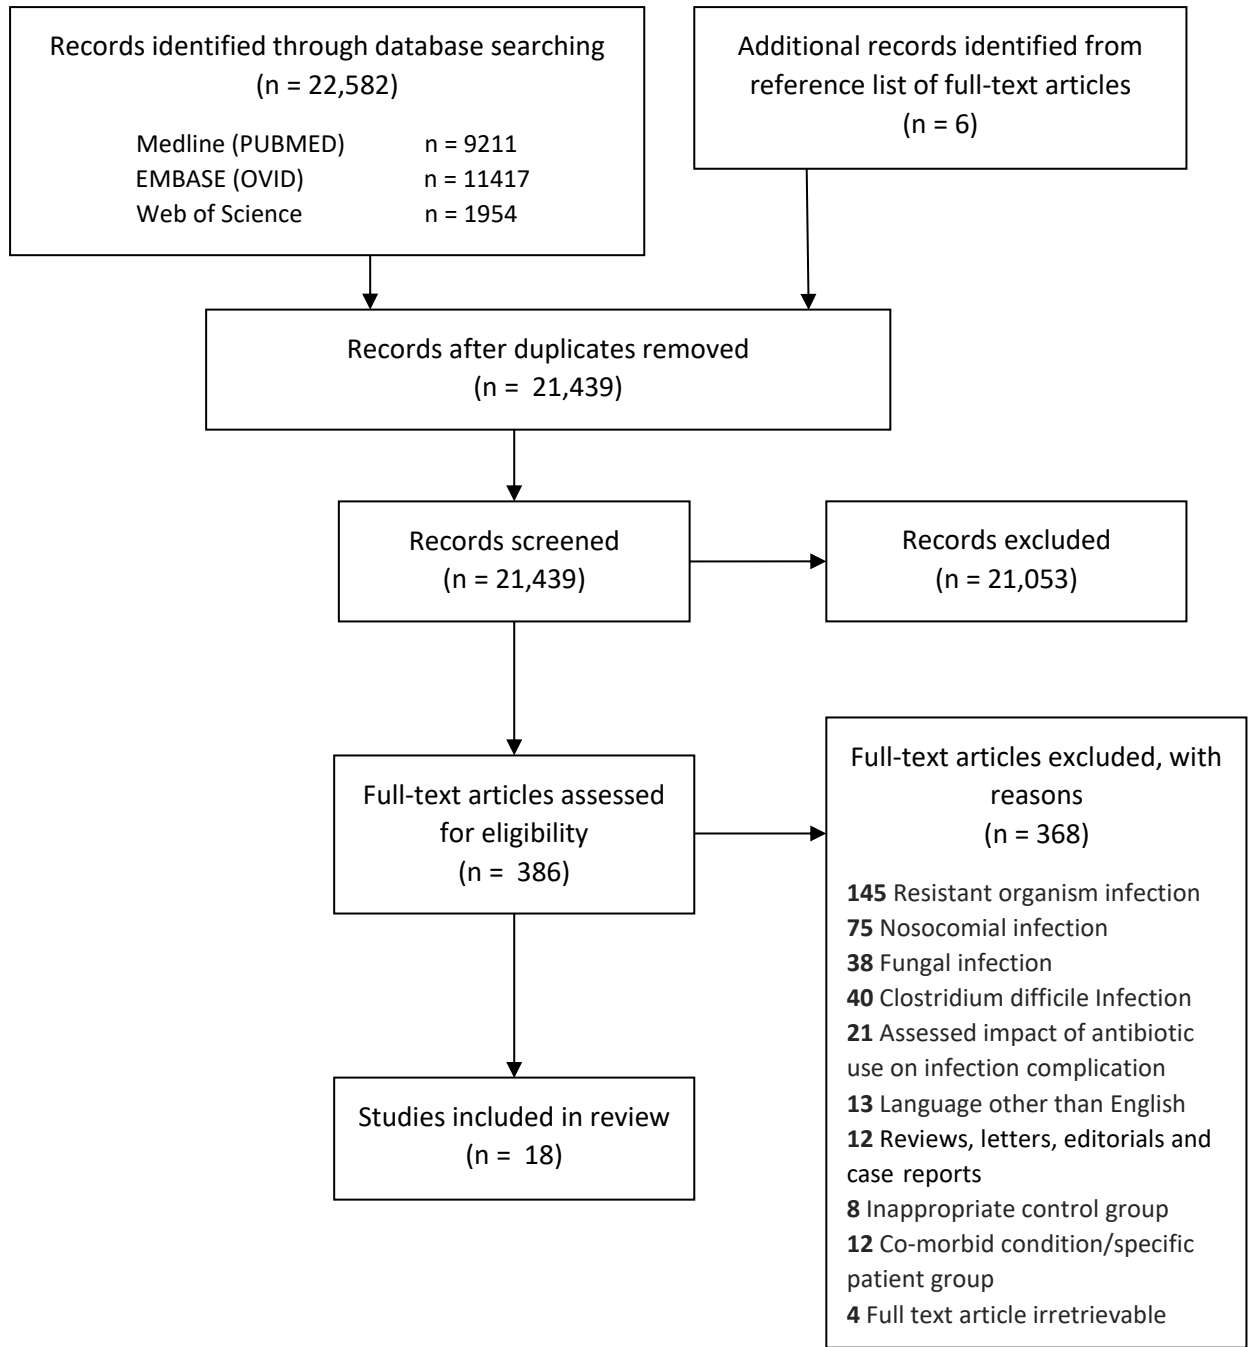 Records identified through database searching
(n = 22,582)
Medline (PUBMED) n = 9211
EMBASE (OVID) n = 11417
Web of Science n = 1954
Additional records identified from
reference list of full-text articles
(n = 6)
Records after duplicates removed
(n = 21,439)
Records screened
(n = 21,439)
Records excluded
(n = 21,053)
Full-text articles assessed
for eligibility
(n = 386)
Full-text articles excluded, with
reasons
(n = 368)
145 Resistant organism infection
75 Nosocomial infection
38 Fungal infection
40 Clostridium difficile Infection
21 Assessed impact of antibiotic
use on infection complication
13 Language other than English
12 Reviews, letters, editorials and
case reports
8 Inappropriate control group
12 Co-morbid condition/specific
patient group
4 Full text article irretrievable
Studies included in review
(n = 18)